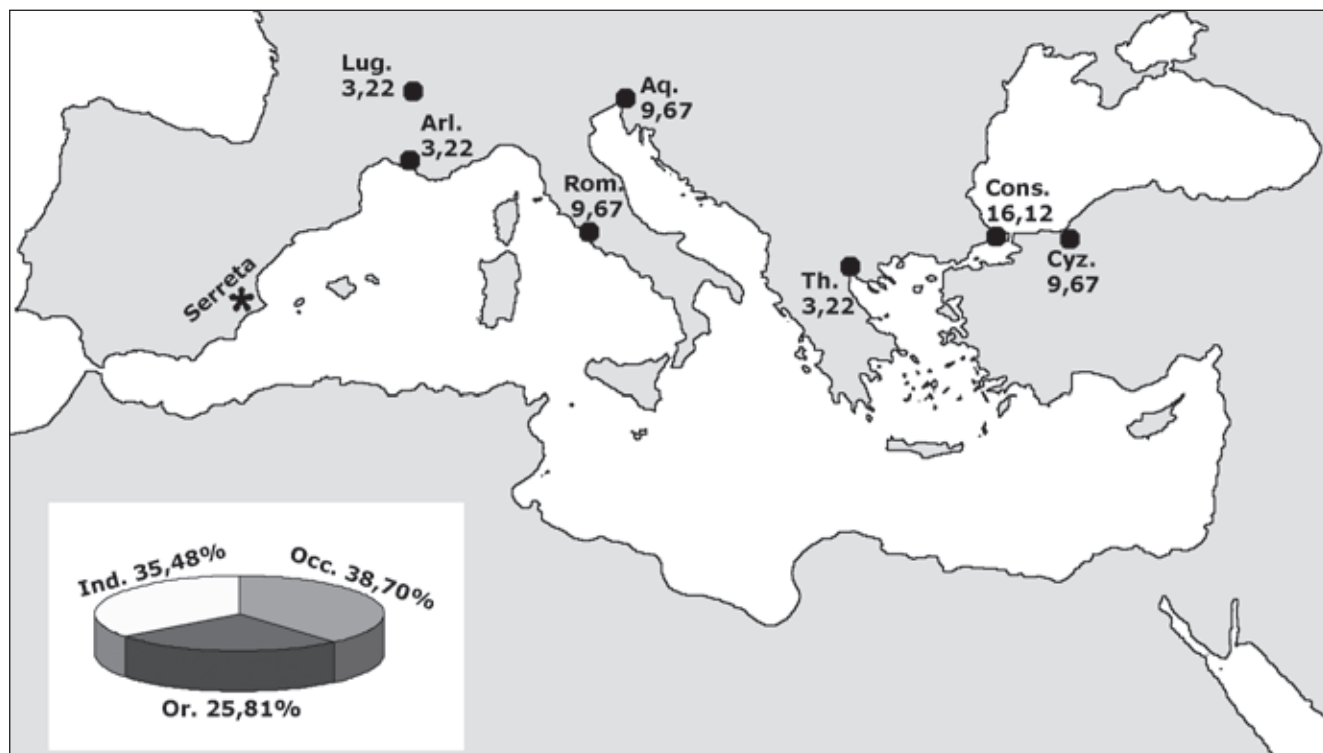 Lug.
3,22
Arl.
3,22
Aq.
9,67
Rom.
9,67
Cons.
16,12
Cyz.
9,67
Th.
3,22
Serreta
Ind. 35,48%
Occ. 38,70%
Or. 25,81%